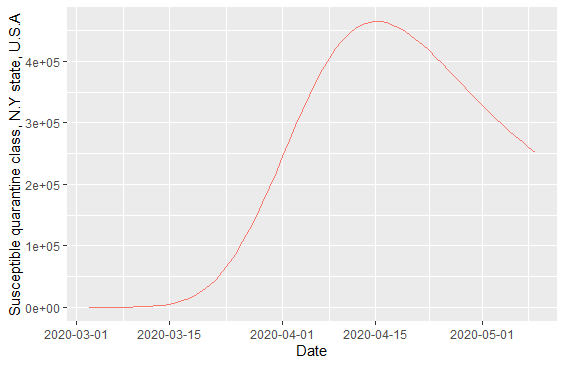 Susceptible quarantine class, N.Y state, U.S.A
4e+05
3e+05
2e+05
1e+05
0e+00
2020-03-01 2020-03-15 2020-04-01 2020-04-15 2020-05-01
Date